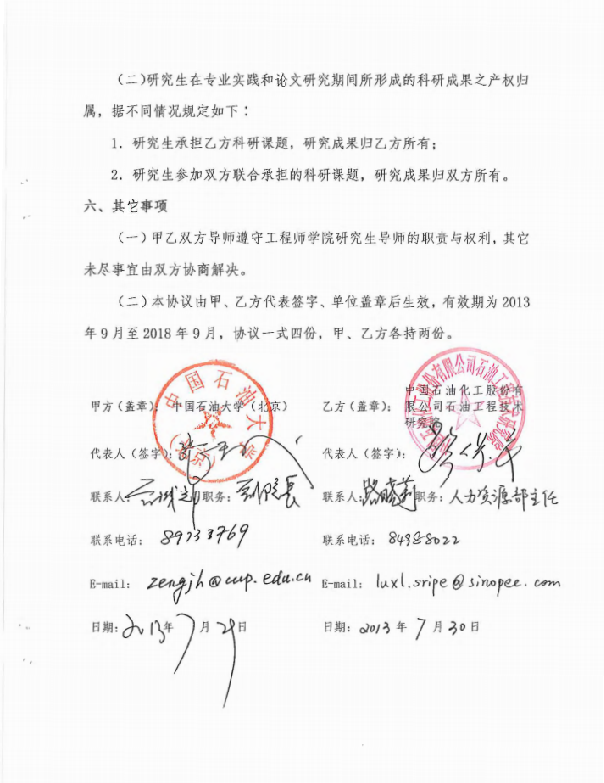 （二）研究生在专业实践和论文研究期间所形成的科研成果之产权归
属，据不同情况规定如下：
1. 研究生承担乙方科研课题，研究成果归乙方所有；
2. 研究生参加双方联合承担的科研课题，研究成果归双方所有。
六、其它事项
（一）甲乙双方导师遵守工程师学院研究生导师的职责与权利，其它
未尽事宜由双方协商解决。
（二）本协议由甲、乙方代表签字、单位盖章后生效，有效期为 2013
年 9 月至 2018 年 9 月，协议一式四份，甲、乙方各持两份。
甲方（盖章）：中国石油大学（北京）
乙方（盖章）：中国石油化工股份有
限公司石油工程技术
研究院
代表人（签字）：
代表人（签字）：
联系人： 职务：副院长
联系人：路晓莉 职务：人力资源部主任
联系电话：89733769
联系电话：84988022
E-mail: zengjh@cup.edu.cn
E-mail: luxl.sripe@sinopec.com
日期：2013年7月29日
日期：2013年7月30日